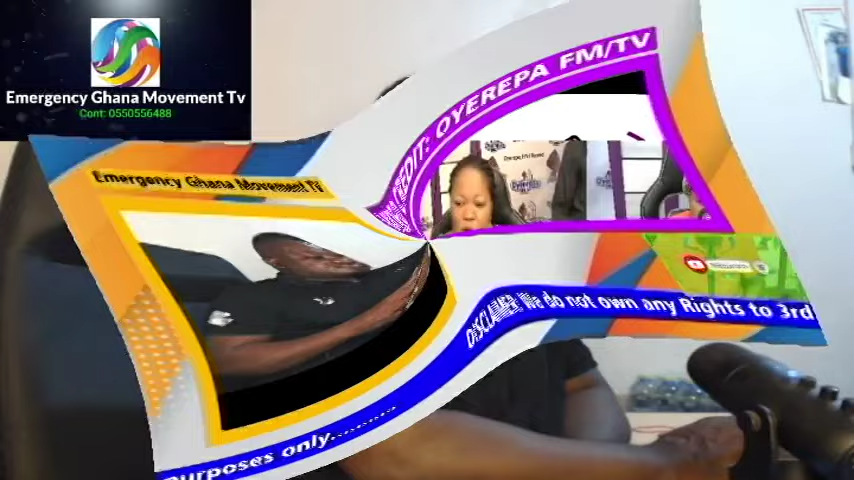 Emergency Ghana Movement Tv
Cont: 0550556488
CREDIT: OYEREPA FM/TV
Emergency Ghana Movement TV
DISCLAIMER: We do not own any Rights to 3rd
purposes only.........